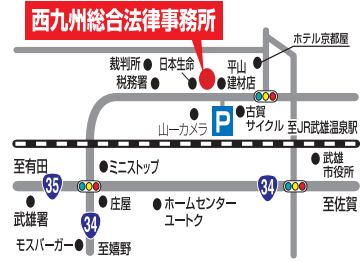 西九州総合法律事務所
ホテル京都屋
裁判所
日本生命
平山
建材店
税務署
山一カメラ
P
古賀
サイクル
至JR武雄温泉駅
至有田
ミニストップ
武雄
市役所
35
34
武雄署
庄屋
ホームセンター
ユートク
至佐賀
34
モスバーガー
至嬉野